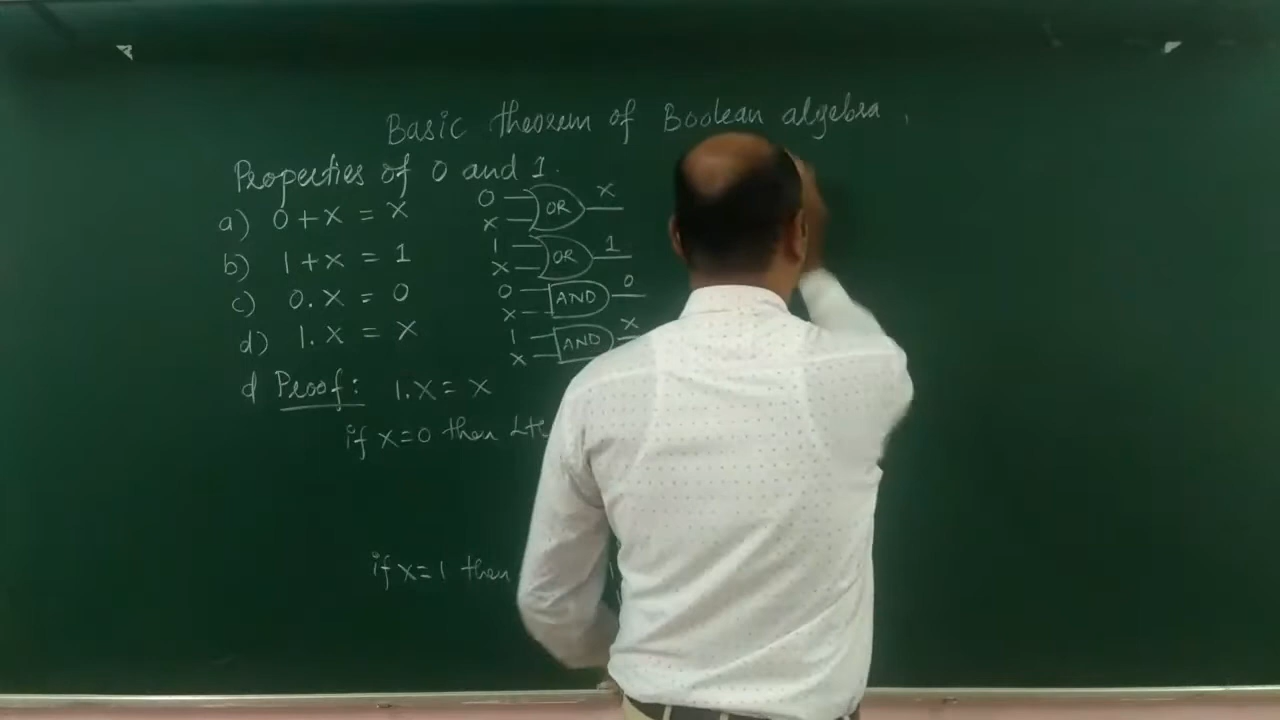 Basic theorem of Boolean algebra.
Properties of 0 and 1.
a) 0+x = x
0 x OR x
b) 1+x = 1
1 x OR 1
c) 0.x = 0
0 x AND 0
d) 1.x = x
1 x AND x
d Proof: 1.x = x
if x=0 then
if x=1 then